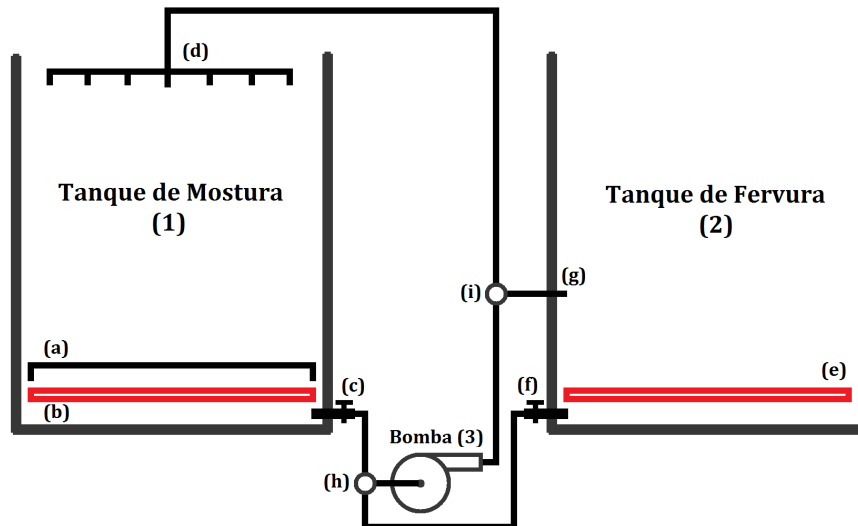 (d)
Tanque de Mostura
(1)
Tanque de Fervura
(2)
(g)
(i)
(a)
(c)
(f)
(e)
(b)
Bomba (3)
(h)